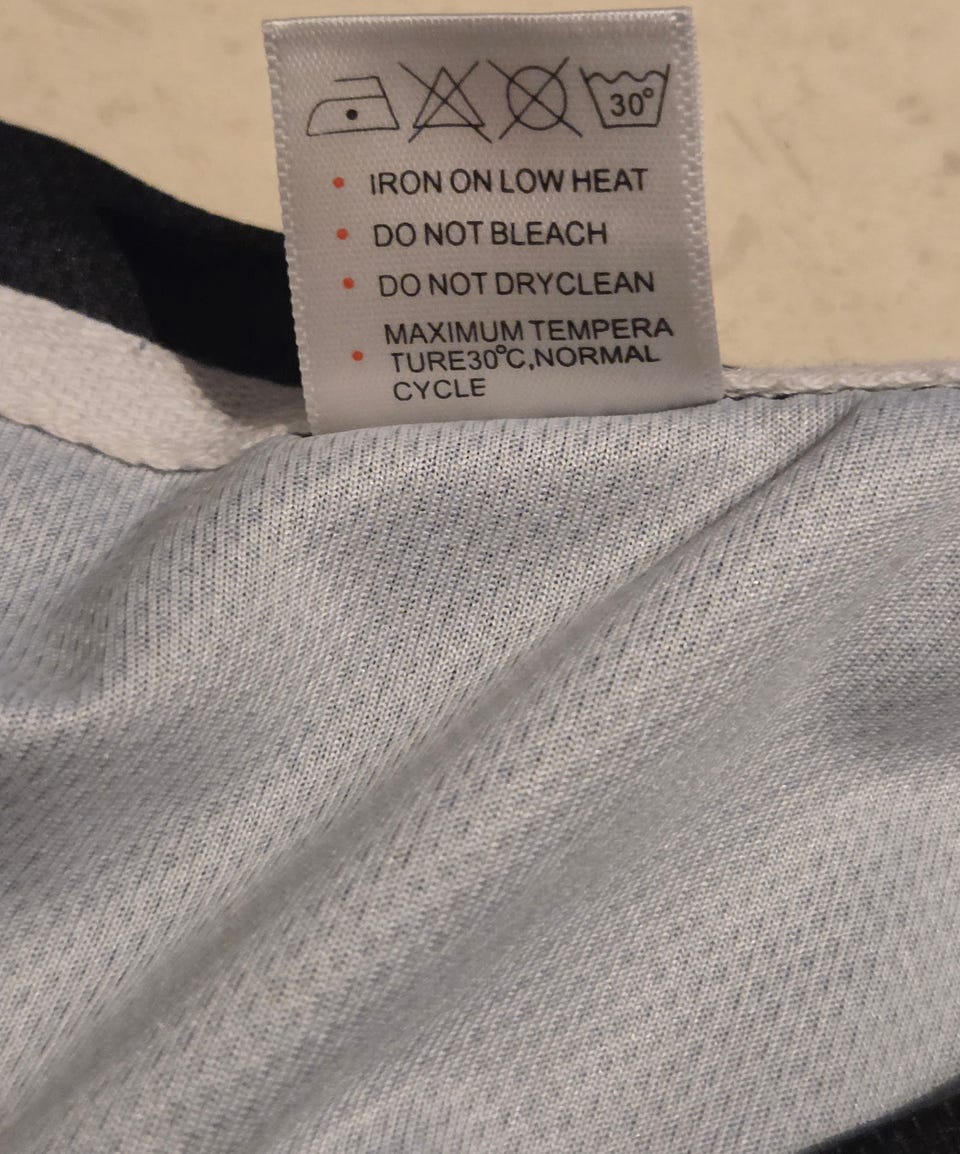 30°
IRON ON LOW HEAT
DO NOT BLEACH
DO NOT DRYCLEAN
MAXIMUM TEMPERA
TURE30°C,NORMAL
CYCLE